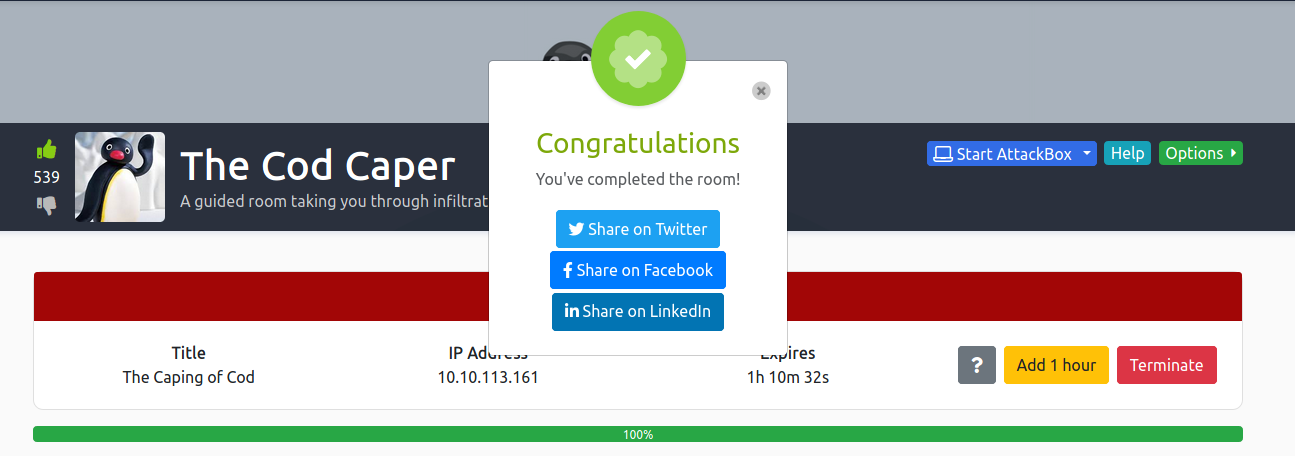 Congratulations
You've completed the room!
Share on Twitter
Share on Facebook
Share on LinkedIn
539
The Cod Caper
A guided room taking you through infiltrat
Start AttackBox
Help
Options
Title
IP Address
Expires
?
Add 1 hour
Terminate
The Caping of Cod
10.10.113.161
1h 10m 32s
100%